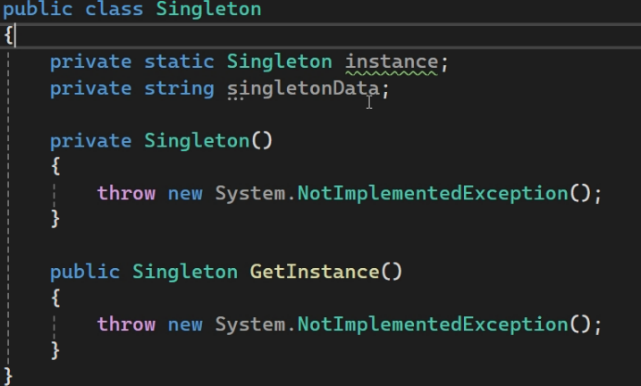 public class Singleton
{
    private static Singleton instance;
    private string singletonData;
    private Singleton()
    {
        throw new System.NotImplementedException();
    }
    public Singleton GetInstance()
    {
        throw new System.NotImplementedException();
    }
}